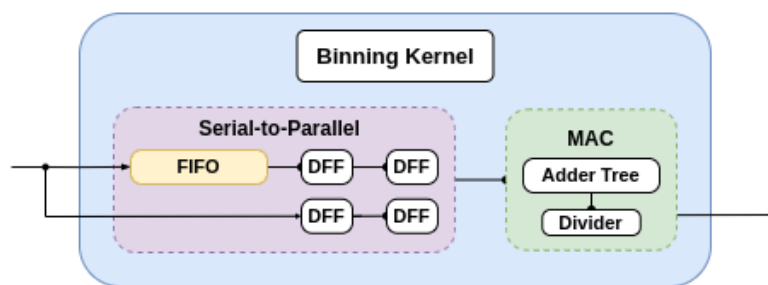 Binning Kernel
Serial-to-Parallel
FIFO DFF DFF
DFF DFF
MAC
Adder Tree
Divider